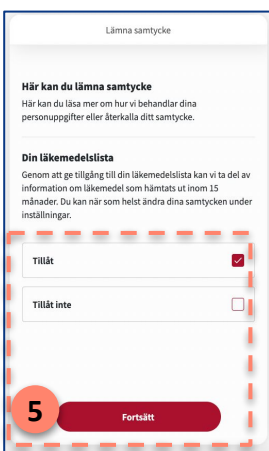 Lämna samtycke
Här kan du lämna samtycke
Här kan du läsa mer om hur vi behandlar dina
personuppgifter eller återkalla ditt samtycke.
Din läkemedelslista
Genom att ge tillgång till din läkemedelslista kan vi ta del av
information om läkemedel som hämtats ut inom 15
månader. Du kan när som helst ändra dina samtycken under
inställningar.
Tillåt
Tillåt inte
5
Fortsätt